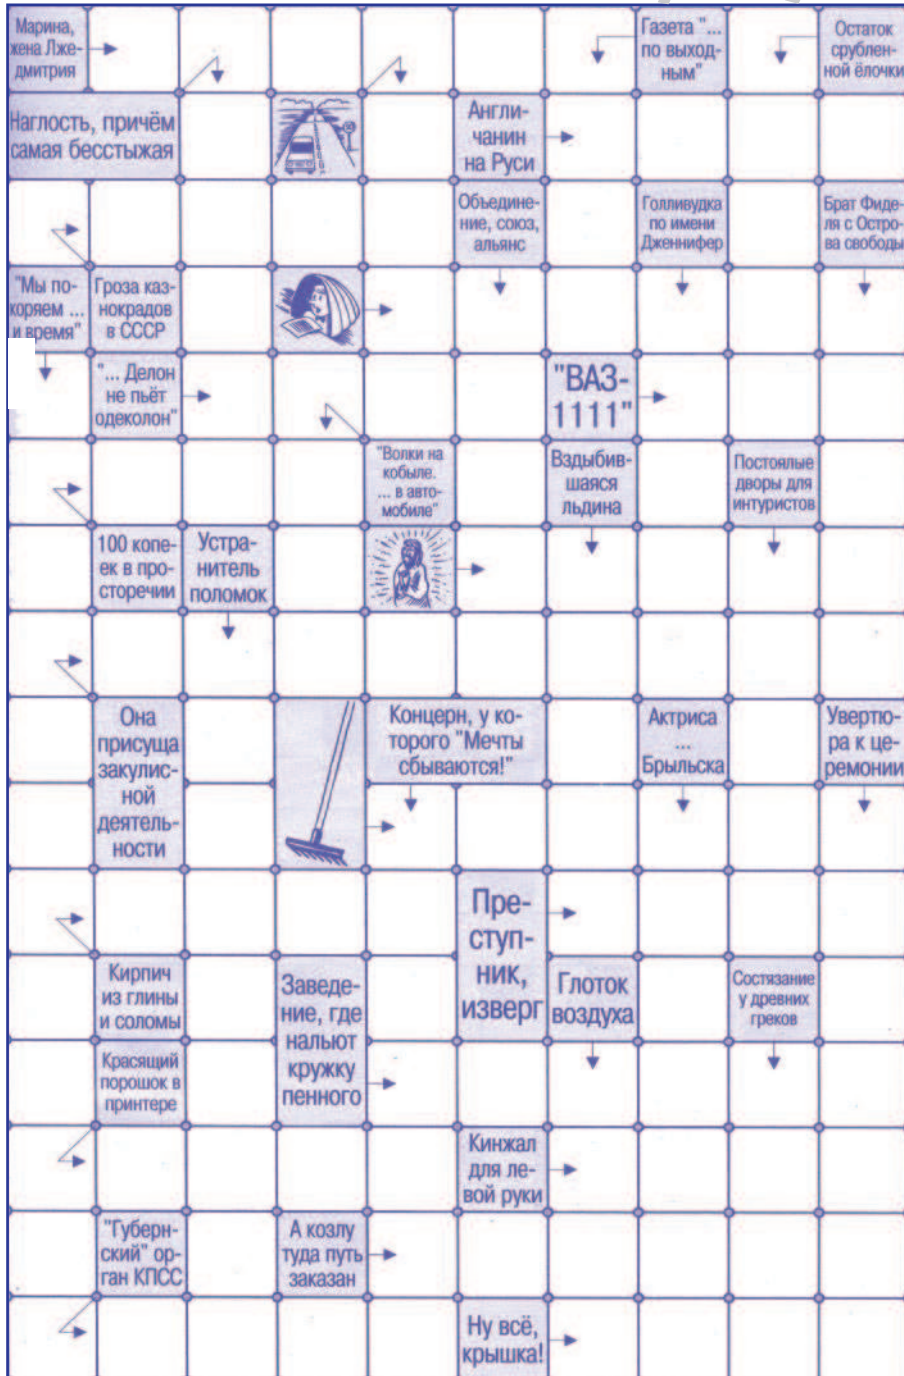 Марина,
жена Лже-
дмитрия
Газета "...
по выход-
ным"
Остаток
срублен-
ной ёлочки
Наглость, причём
самая бесстыжая
Англи-
чанин
на Руси
Объедине-
ние, союз,
альянс
Голливудка
по имени
Дженнифер
Брат Фиде-
ля с Остро-
ва свободы
"Мы по-
коряем ...
и время"
Гроза каз-
нокрадов
в СССР
"... Делон
не пьёт
одеколон"
"ВАЗ-
1111"
"Волки на
кобыле.
... в авто-
мобиле"
Вздыбив-
шаяся
льдина
Постоялые
дворы для
интуристов
100 копе-
ек в про-
сторечии
Устра-
нитель
поломок
Она
присуща
закулис-
ной
деятель-
ности
Концерн, у ко-
торого "Мечты
сбываются!"
Актриса
...
Брыльска
Увертю-
ра к це-
ремонии
Пре-
ступ-
ник,
изверг
Кирпич
из глины
и соломы
Заведе-
ние, где
нальют
кружку
пенного
Глоток
воздуха
Состязание
у древних
греков
Красящий
порошок в
принтере
Кинжал
для ле-
вой руки
"Губерн-
ский" ор-
ган КПСС
А козлу
туда путь
заказан
Ну всё,
крышка!